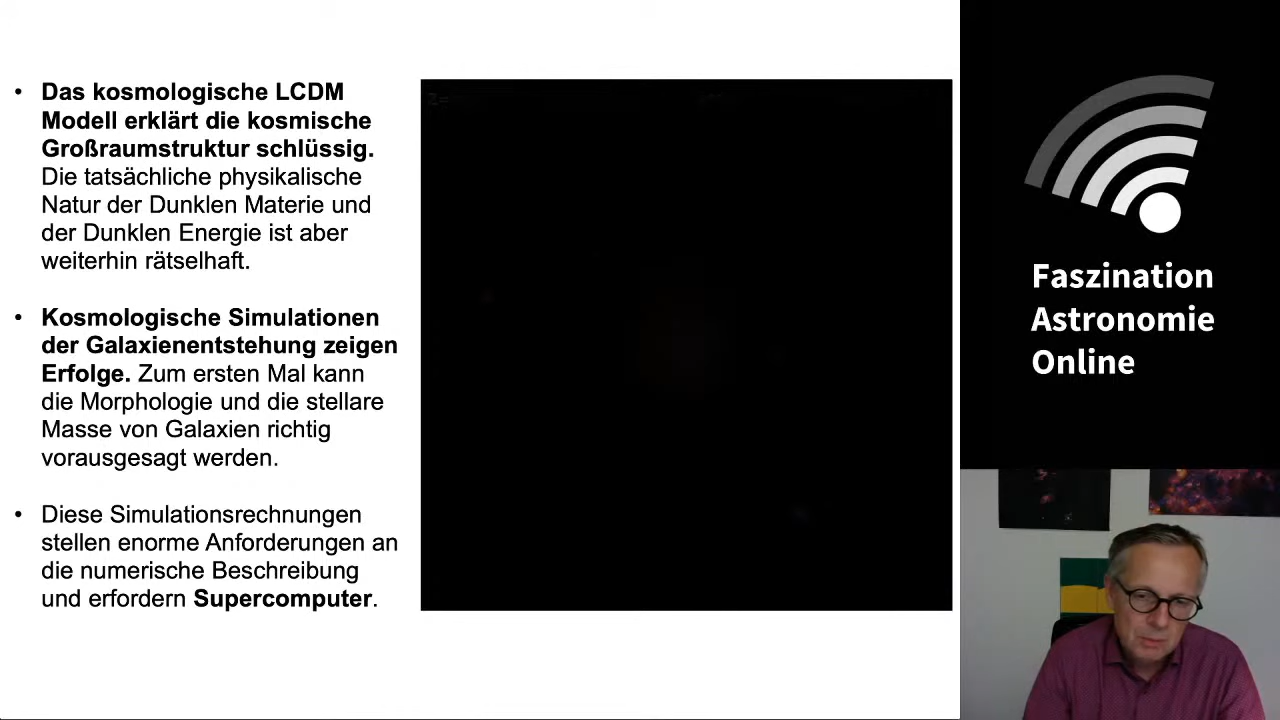 • Das kosmologische LCDM
Modell erklärt die kosmische
Großraumstruktur schlüssig.
Die tatsächliche physikalische
Natur der Dunklen Materie und
der Dunklen Energie ist aber
weiterhin rätselhaft.
• Kosmologische Simulationen
der Galaxienentstehung zeigen
Erfolge. Zum ersten Mal kann
die Morphologie und die stellare
Masse von Galaxien richtig
vorausgesagt werden.
• Diese Simulationsrechnungen
stellen enorme Anforderungen an
die numerische Beschreibung
und erfordern Supercomputer.
Faszination
Astronomie
Online